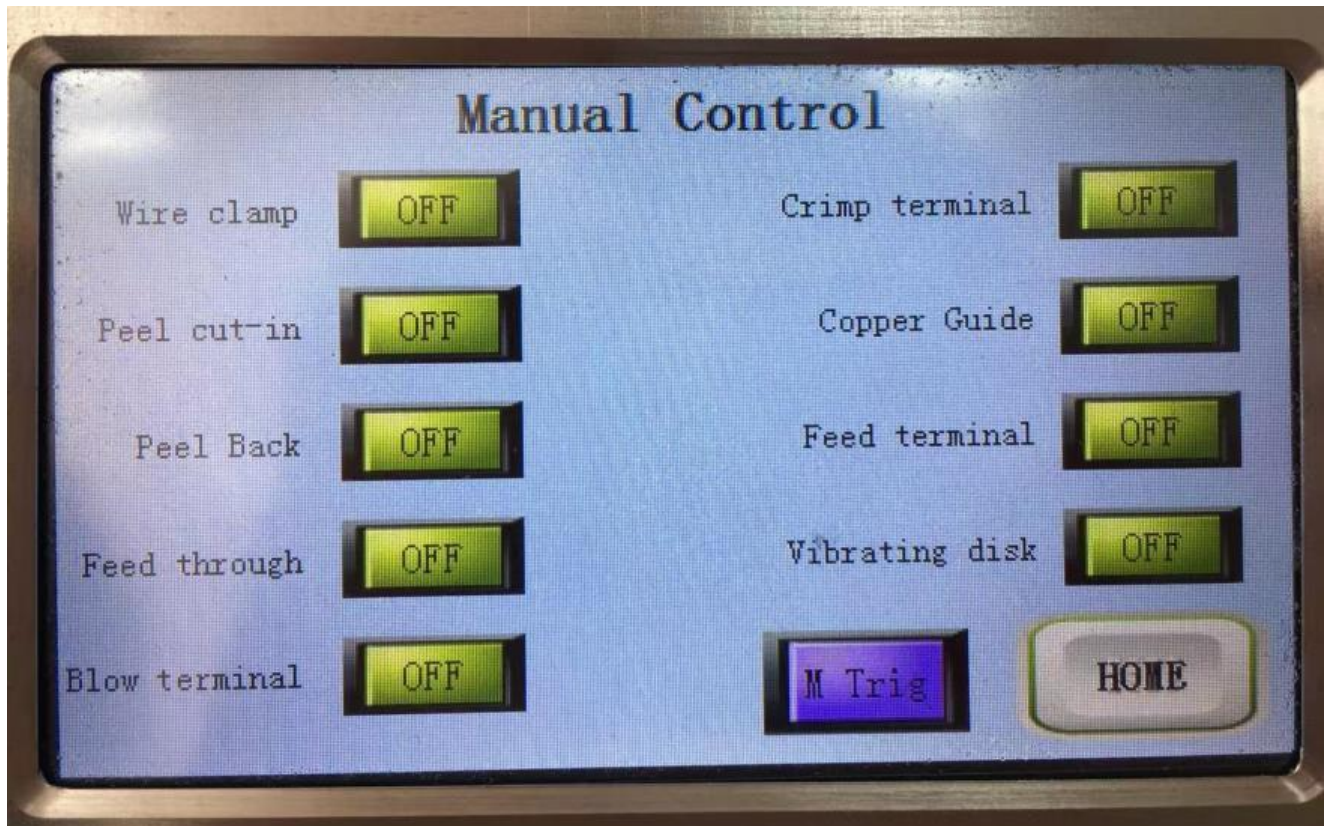 Manual Control
Wire clamp OFF
Crimp terminal OFF
Peel cut-in OFF
Copper Guide OFF
Peel Back OFF
Feed terminal OFF
Feed through OFF
Vibrating disk OFF
Blow terminal OFF
M Trig
HOME